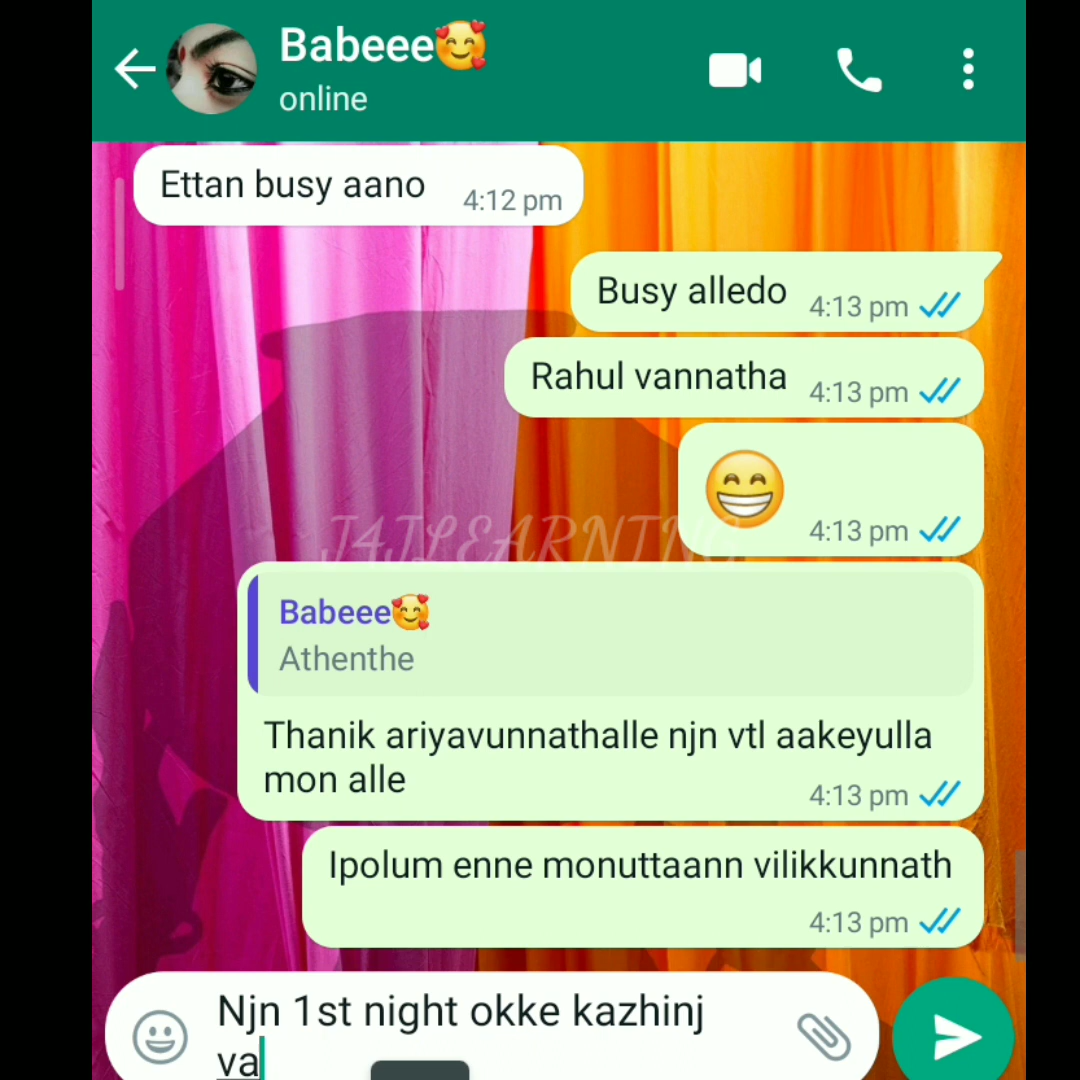 Babeee🥰
online
Ettan busy aano 4:12 pm
Busy alledo 4:13 pm
Rahul vannatha 4:13 pm
😁 4:13 pm
J4JLEARNING
Babeee🥰
Athenthe
Thanik ariyavunnathalle njn vtl aakeyulla
mon alle 4:13 pm
Ipolum enne monuttaann vilikkunnath
4:13 pm
Njn 1st night okke kazhinj
va